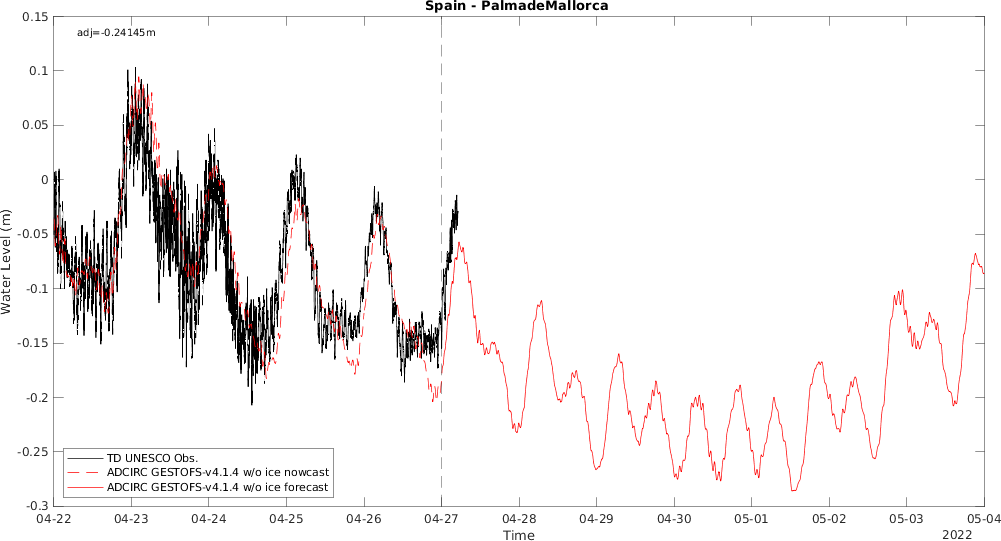 Spain - PalmadeMallorca
adj=-0.24145m
0.15
0.1
0.05
0
-0.05
-0.1
-0.15
-0.2
-0.25
-0.3
Water Level (m)
TD UNESCO Obs.
ADCIRC GESTOFS-v4.1.4 w/o ice nowcast
ADCIRC GESTOFS-v4.1.4 w/o ice forecast
04-22 04-23 04-24 04-25 04-26 04-27 04-28 04-29 04-30 05-01 05-02 05-03 05-04
Time
2022